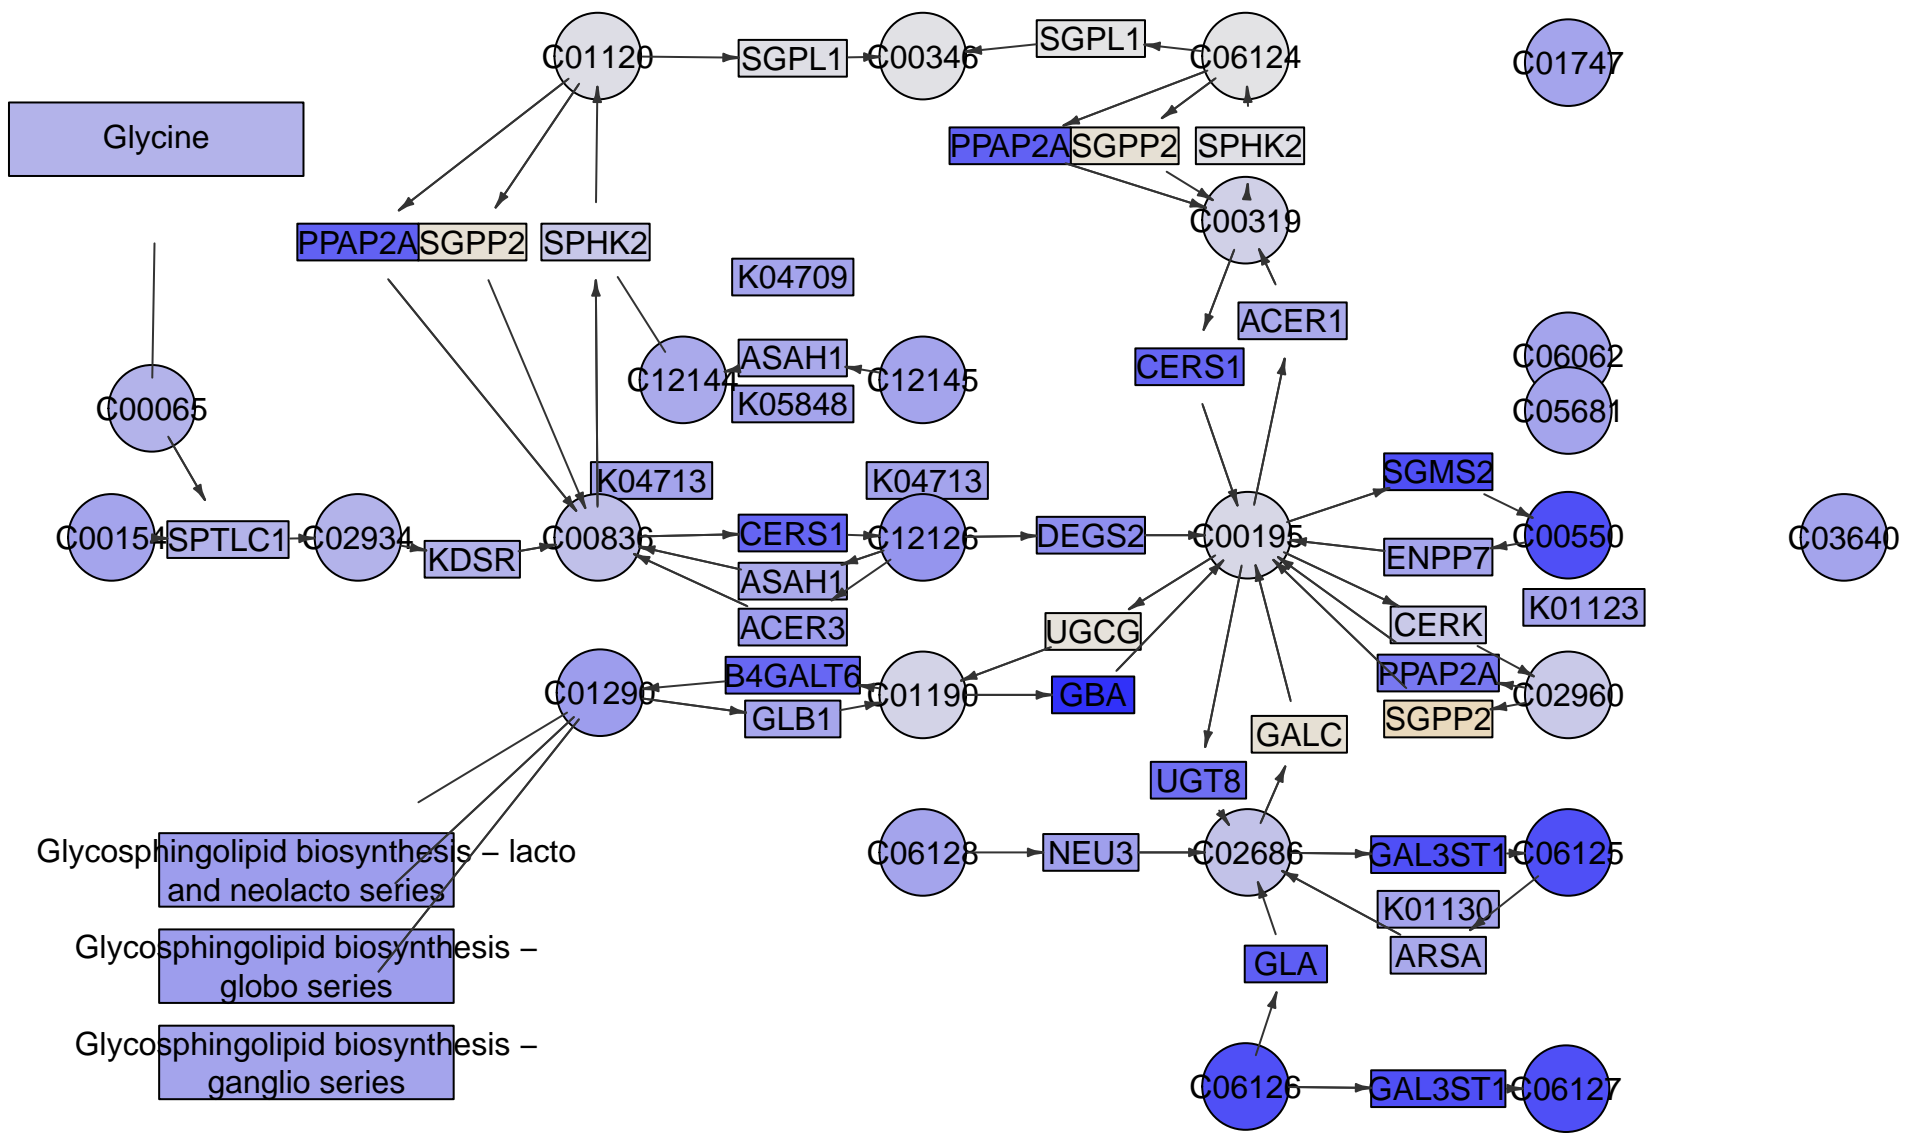 C01120
SGPL1
C00346
SGPL1
C06124
C01747
Glycine
PPAP2A
SGPP2
SPHK2
C00319
PPAP2A
SGPP2
SPHK2
K04709
ACER1
ASAH1
C12144
C12145
K05848
CERS1
C06062
C05681
C00065
K04713
K04713
SGMS2
C00154
SPTLC1
C02934
KDSR
C00836
CERS1
C12126
DEGS2
C00195
ENPP7
C00550
C03640
ASAH1
ACER3
K01123
UGCG
CERK
B4GALT6
PPAP2A
C01290
GLB1
C01190
GBA
SGPP2
C02960
GALC
UGT8
Glycosphingolipid biosynthesis – lacto
and neolacto series
C06128
NEU3
C02686
GAL3ST1
C06125
K01130
ARSA
Glycosphingolipid biosynthesis –
globo series
GLA
Glycosphingolipid biosynthesis –
ganglio series
C06126
GAL3ST1
C06127